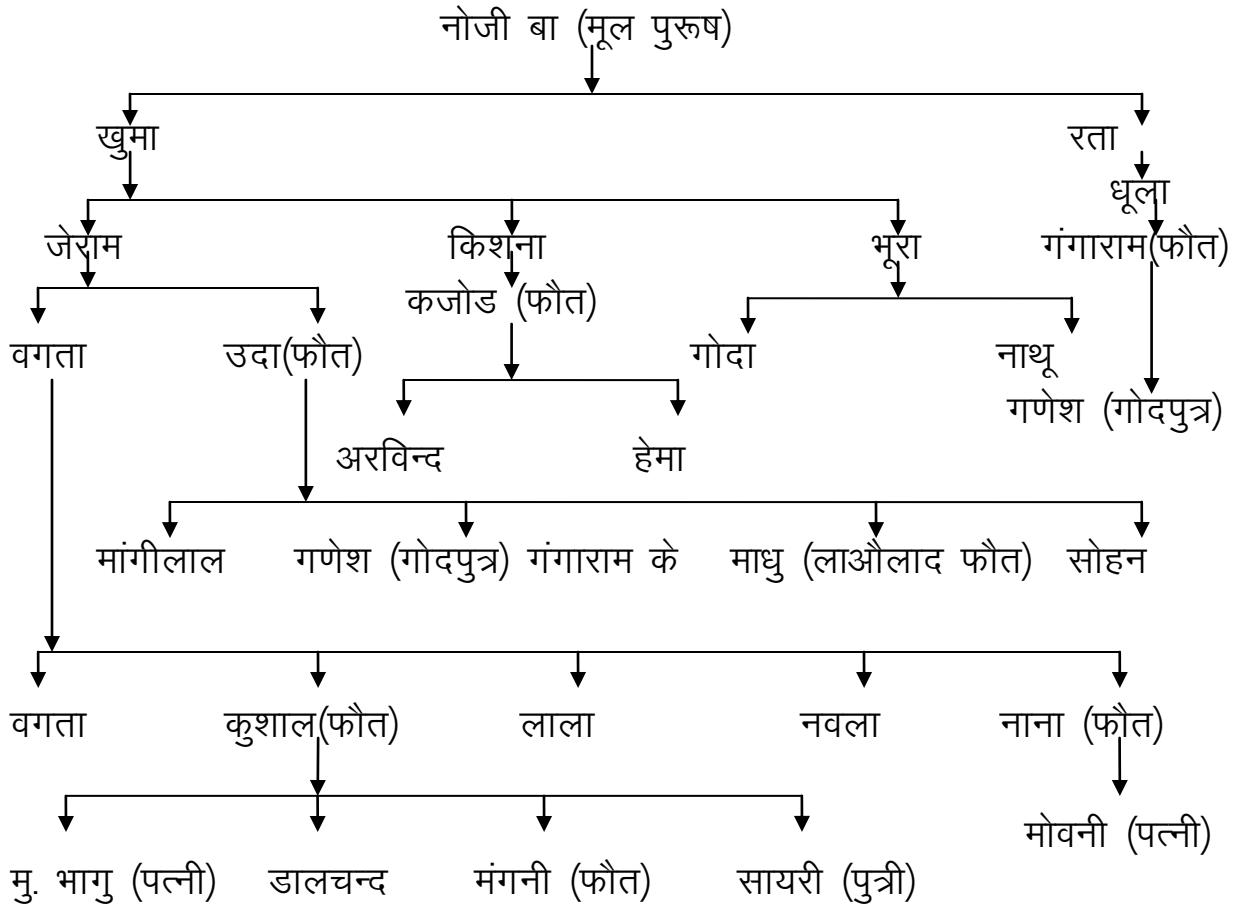 नोजी बा (मूल पुरूष)
खुमा रता
धूला
जेराम किशना भूरा गंगाराम(फौत)
कजोड (फौत)
वगता उदा(फौत) गोदा नाथू
गणेश (गोदपुत्र)
अरविन्द हेमा
मांगीलाल गणेश (गोदपुत्र) गंगाराम के माधु (लाऔलाद फौत) सोहन
वगता कुशाल(फौत) लाला नवला नाना (फौत)
मोवनी (पत्नी)
मु. भागु (पत्नी) डालचन्द मंगनी (फौत) सायरी (पुत्री)